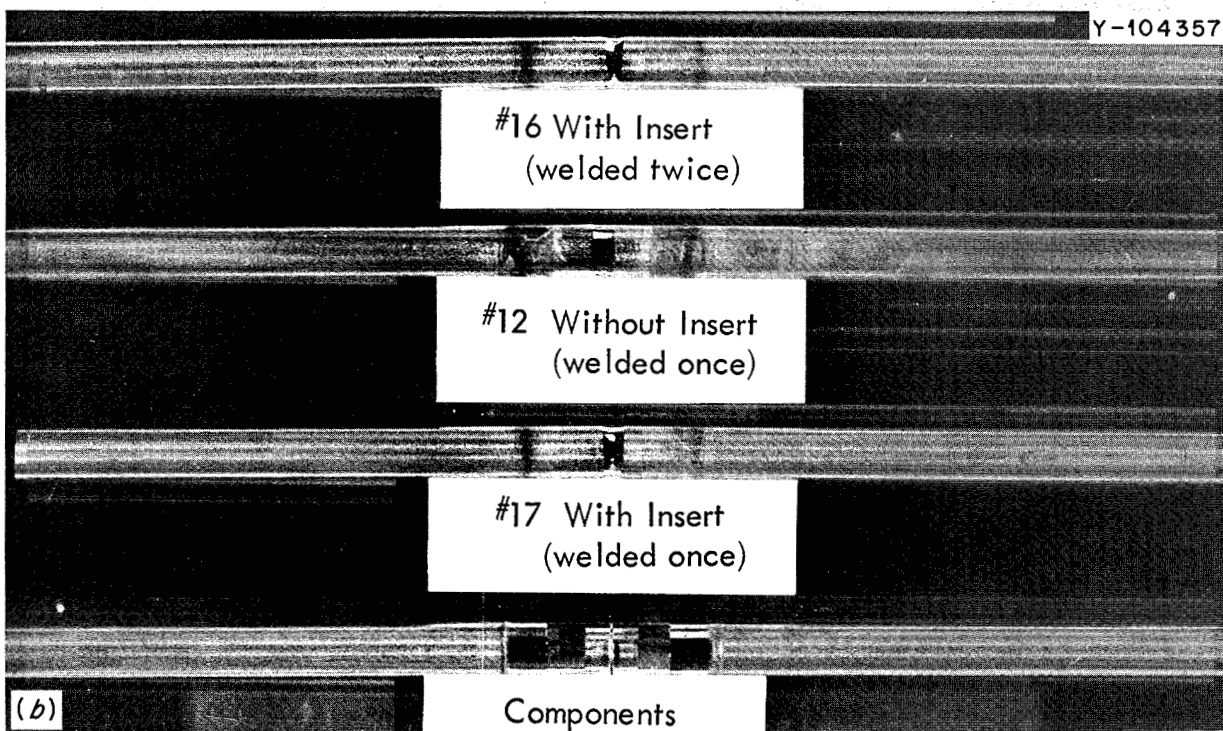 Y-104357
#16 With Insert
(welded twice)
#12 Without Insert
(welded once)
#17 With Insert
(welded once)
(b)
Components